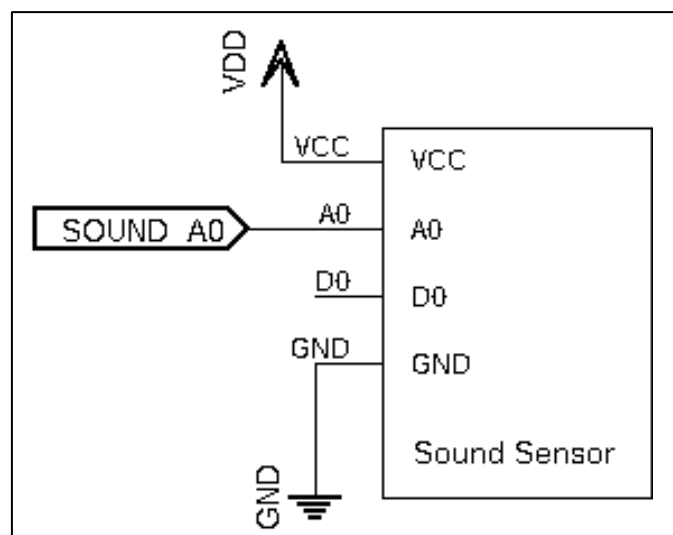 VDD
VCC VCC
SOUND A0 A0 A0
D0 D0
GND GND
Sound Sensor
GND